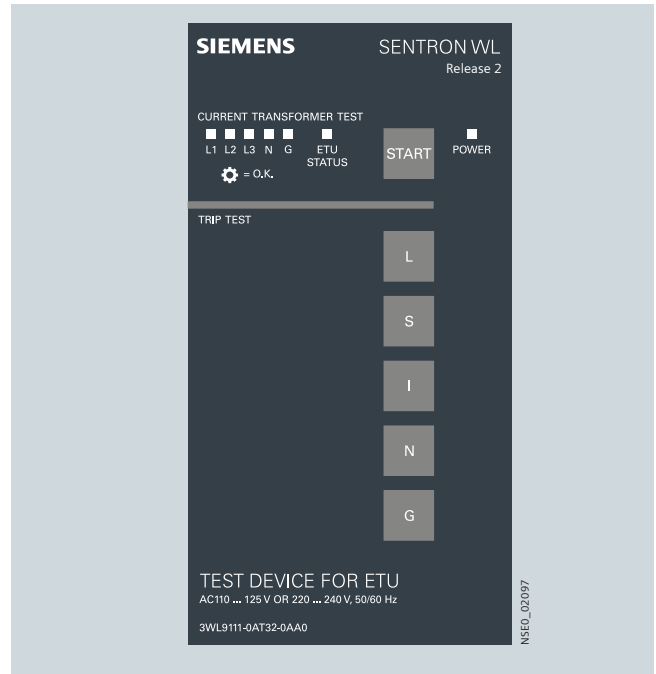 SIEMENS SENTRON WL
Release 2
CURRENT TRANSFORMER TEST
L1 L2 L3 N G ETU STATUS
START
POWER
= O.K.
TRIP TEST
L
S
I
N
G
TEST DEVICE FOR ETU
AC110 ... 125 V OR 220 ... 240 V, 50/60 Hz
3WL9111-0AT32-0AA0
NSE0_02097